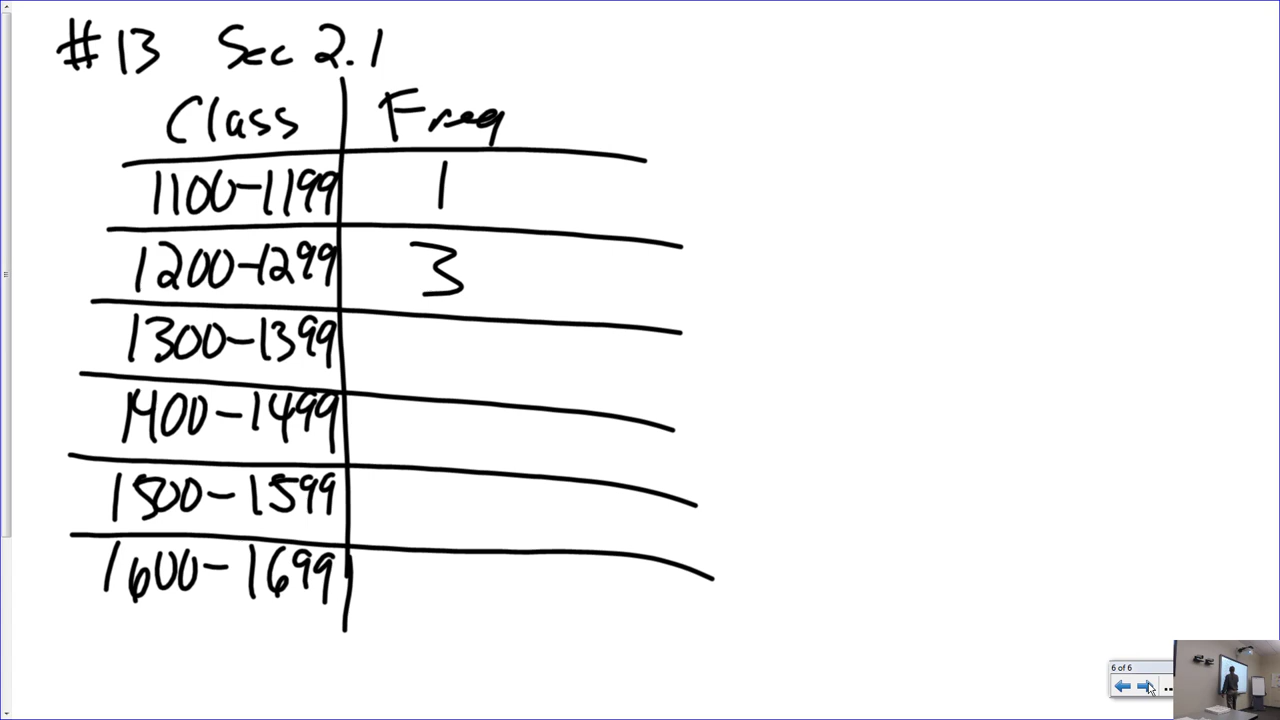 #13 Sec 2.1
Class Freq
1100-1199 1
1200-1299 3
1300-1399
1400-1499
1500-1599
1600-1699
6 of 6